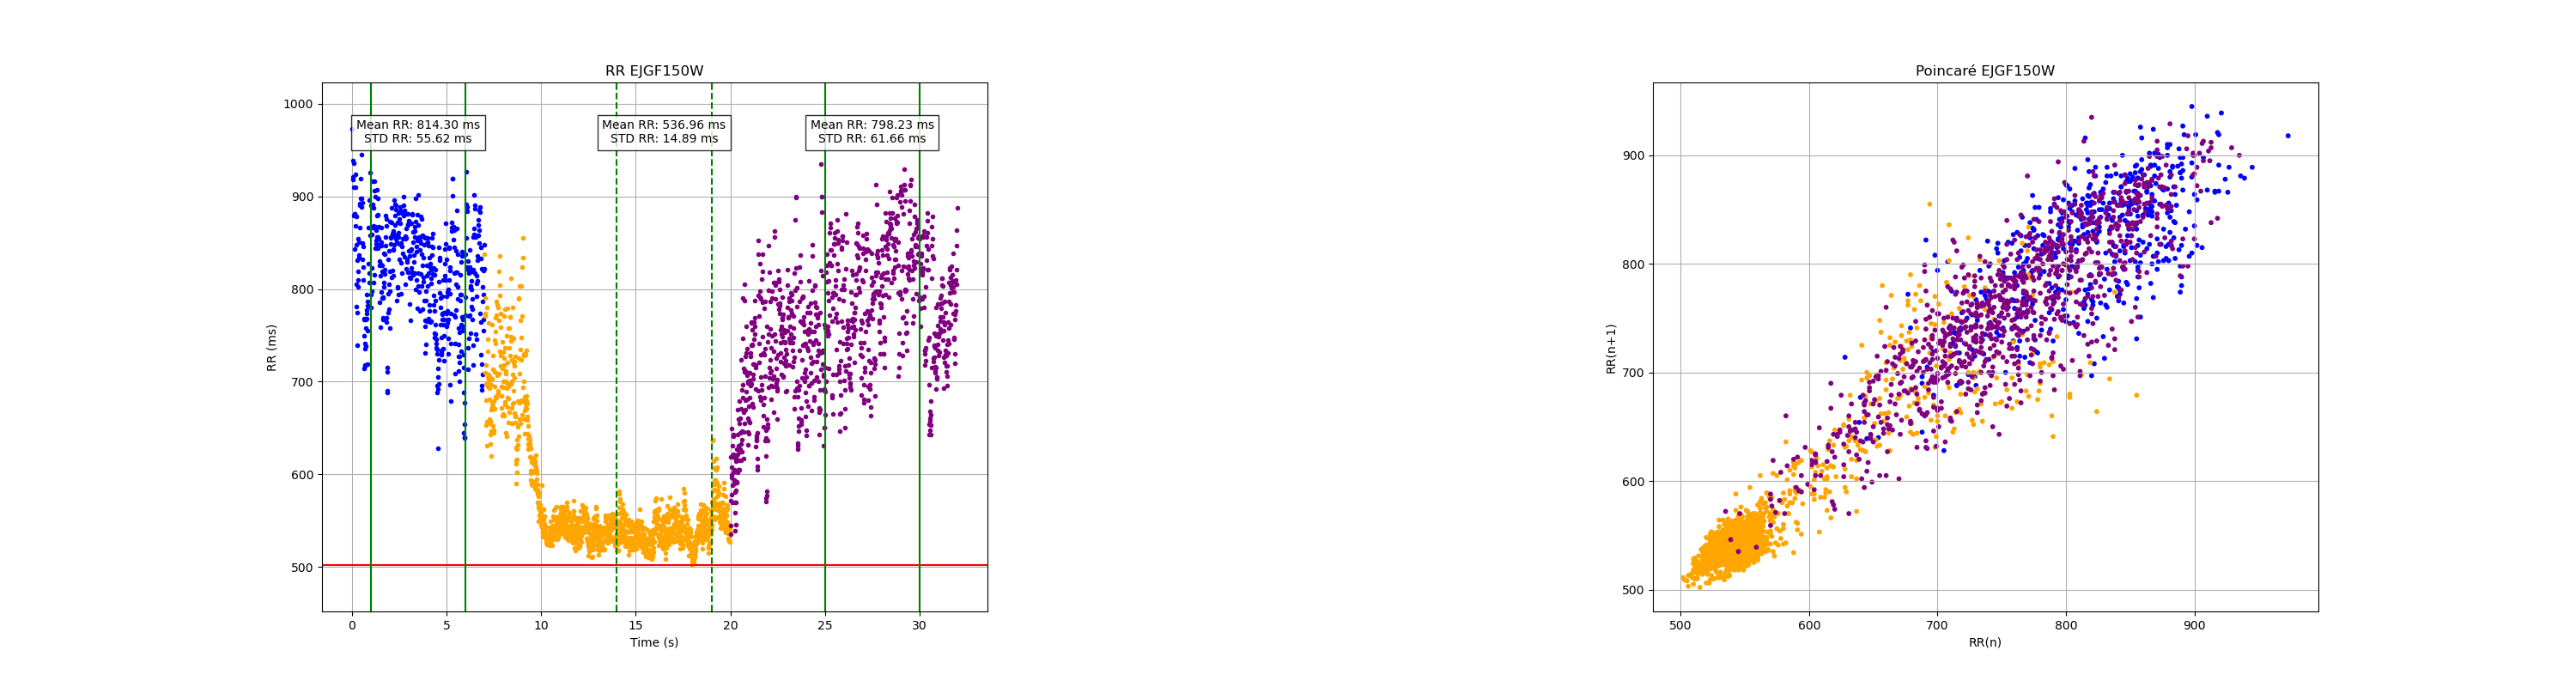 RR EJGF150W
1000
900
800
700
600
500
RR (ms)
Mean RR: 814.30 ms
STD RR: 55.62 ms
Mean RR: 536.96 ms
STD RR: 14.89 ms
Mean RR: 798.23 ms
STD RR: 61.66 ms
0 5 10 15 20 25 30
Time (s)
Poincaré EJGF150W
900
800
700
600
500
RR(n+1)
500 600 700 800 900
RR(n)